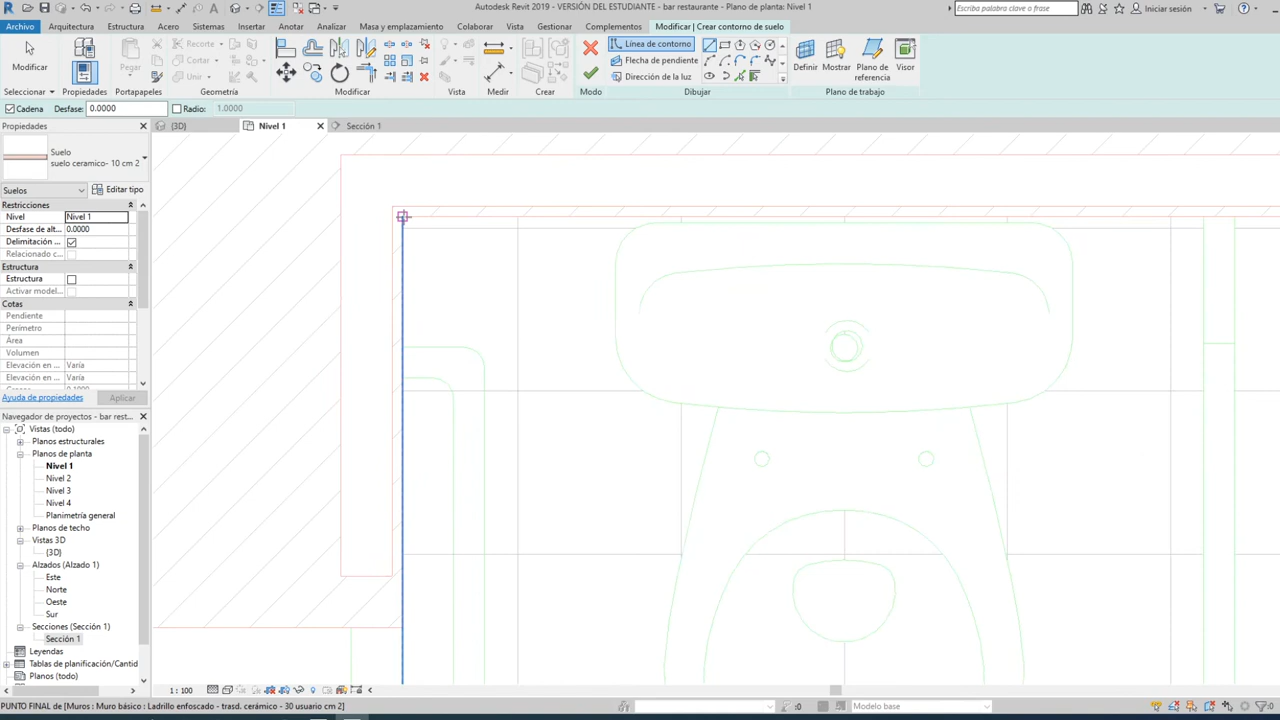 Autodesk Revit 2019 - VERSIÓN DEL ESTUDIANTE - bar restaurante - Plano de planta: Nivel 1
Escriba palabra clave o frase
Iniciar sesión
Archivo Arquitectura Estructura Acero Sistemas Insertar Anotar Analizar Masa y emplazamiento Colaborar Vista Gestionar Complementos Modificar | Crear contorno de suelo
Modificar
Pegar
Recorte
Cortar
Unir
Línea de contorno
Flecha de pendiente
Dirección de la luz
Definir Mostrar Plano de referencia Visor
Seleccionar Propiedades Portapapeles Geometría Modificar Vista Medir Crear Modo Dibujar Plano de trabajo
Cadena Desfase: 0.0000 Radio: 1.0000
Propiedades
{3D} Nivel 1 Sección 1
Suelo
suelo ceramico- 10 cm 2
Suelos Editar tipo
Restricciones
Nivel Nivel 1
Desfase de alt... 0.0000
Delimitación ...
Relacionado c...
Estructura
Estructura
Activar model...
Cotas
Pendiente
Perímetro
Área
Volumen
Elevación en ... Varía
Elevación en ... Varía
Ayuda de propiedades Aplicar
Navegador de proyectos - bar rest...
Vistas (todo)
Planos estructurales
Planos de planta
Nivel 1
Nivel 2
Nivel 3
Nivel 4
Planimetría general
Planos de techo
Vistas 3D
{3D}
Alzados (Alzado 1)
Este
Norte
Oeste
Sur
Secciones (Sección 1)
Sección 1
Leyendas
Tablas de planificación/Cantid
Planos (todo)
1 : 100
PUNTO FINAL de [Muros : Muro básico : Ladrillo enfoscado - trasd. cerámico - 30 usuario cm 2]
:0
Modelo base
:0